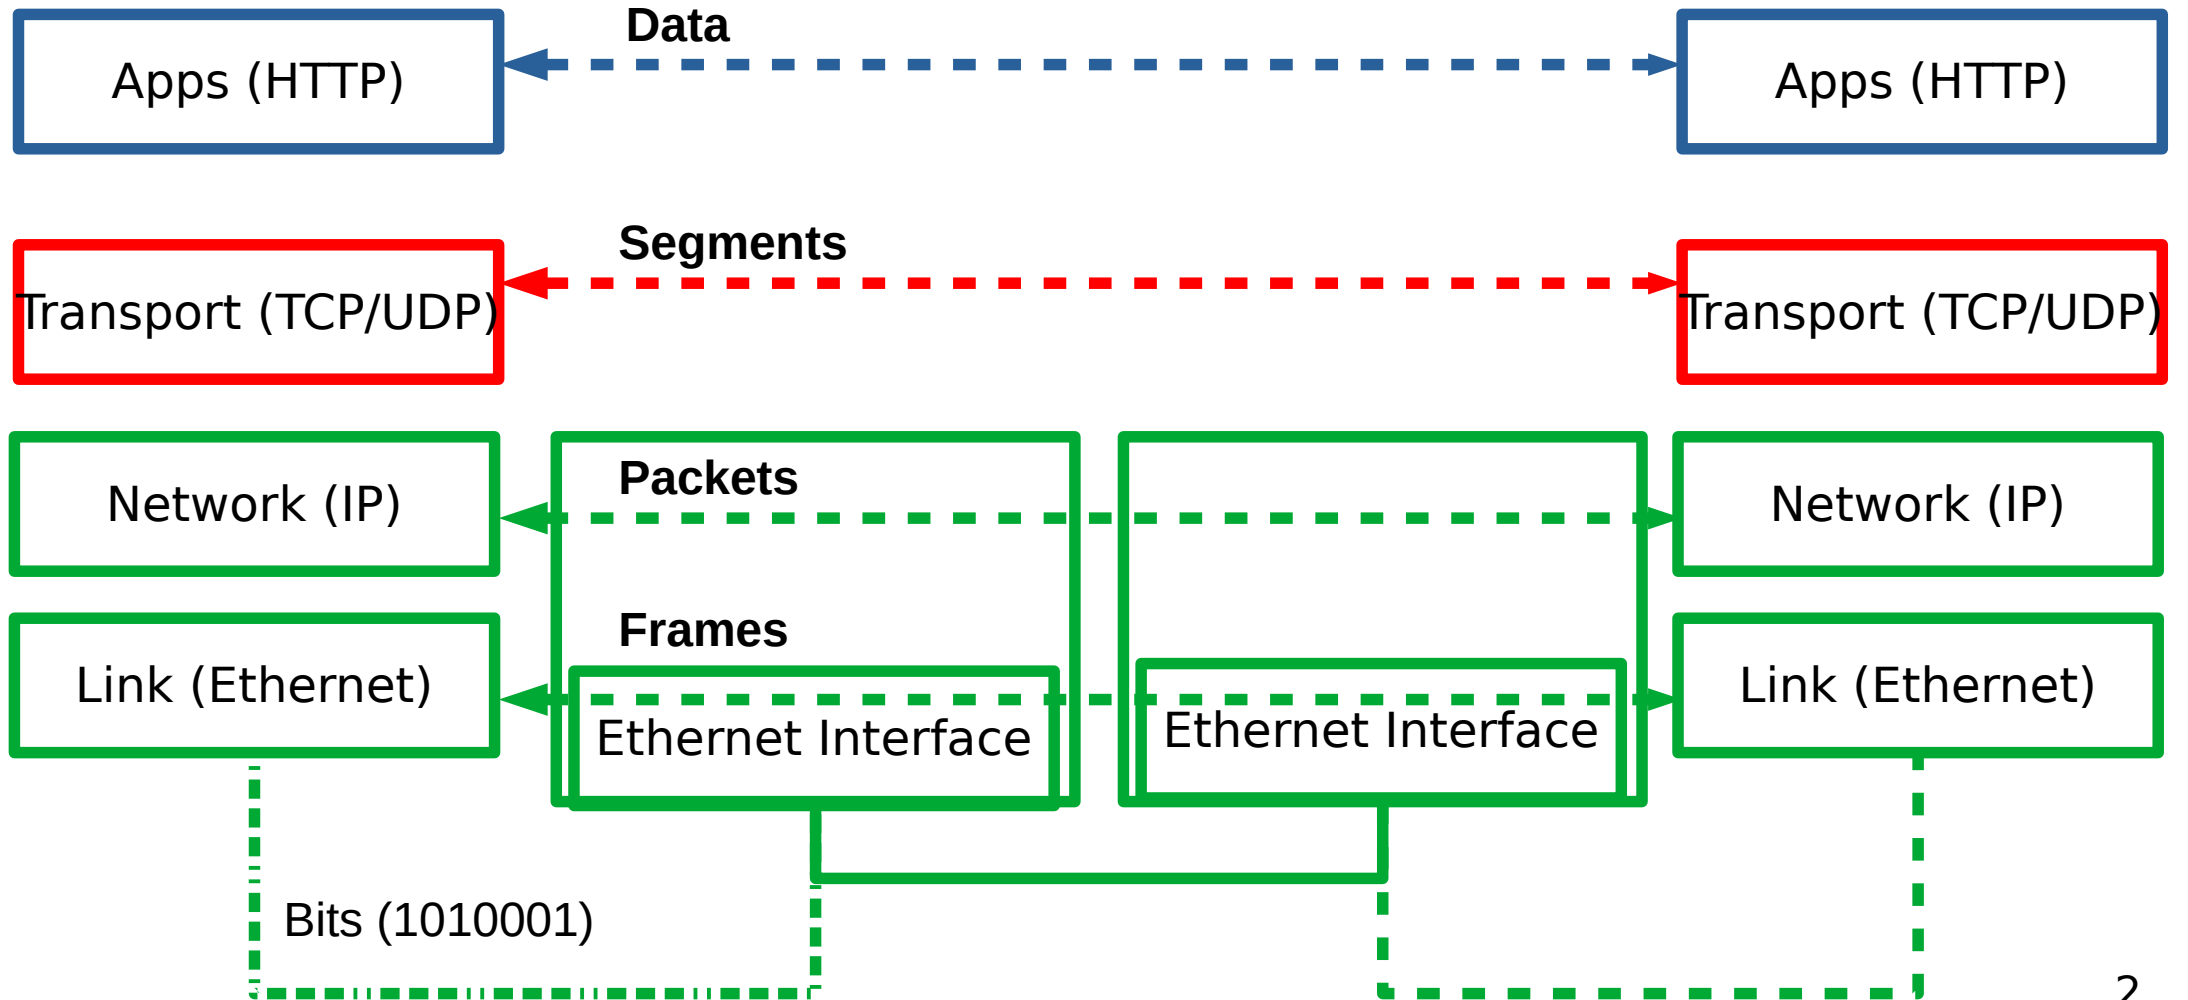 Data
Apps (HTTP)
Apps (HTTP)
Segments
Transport (TCP/UDP)
Transport (TCP/UDP)
Packets
Network (IP)
Network (IP)
Frames
Link (Ethernet)
Link (Ethernet)
Ethernet Interface
Ethernet Interface
Bits (1010001)
2